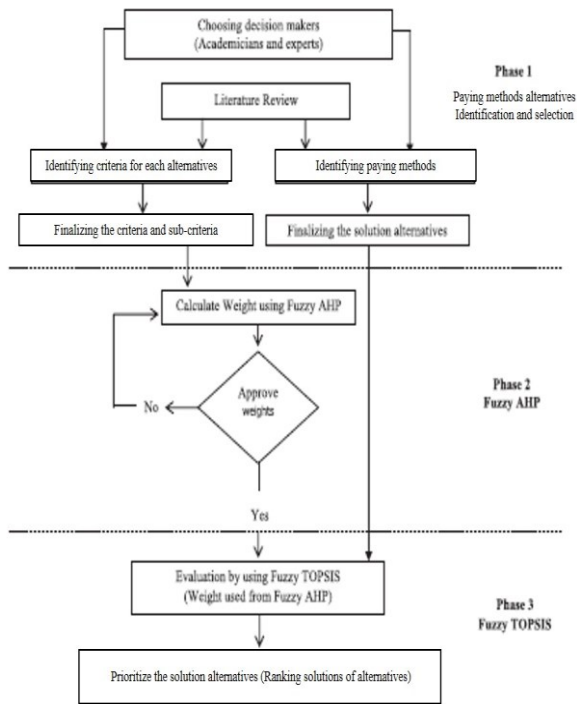 Choosing decision makers
(Academicians and experts)
Phase 1
Paying methods alternatives
Identification and selection
Literature Review
Identifying criteria for each alternatives
Identifying paying methods
Finalizing the criteria and sub-criteria
Finalizing the solution alternatives
Calculate Weight using Fuzzy AHP
Approve
weights
No
Phase 2
Fuzzy AHP
Yes
Evaluation by using Fuzzy TOPSIS
(Weight used from Fuzzy AHP)
Phase 3
Fuzzy TOPSIS
Prioritize the solution alternatives (Ranking solutions of alternatives)